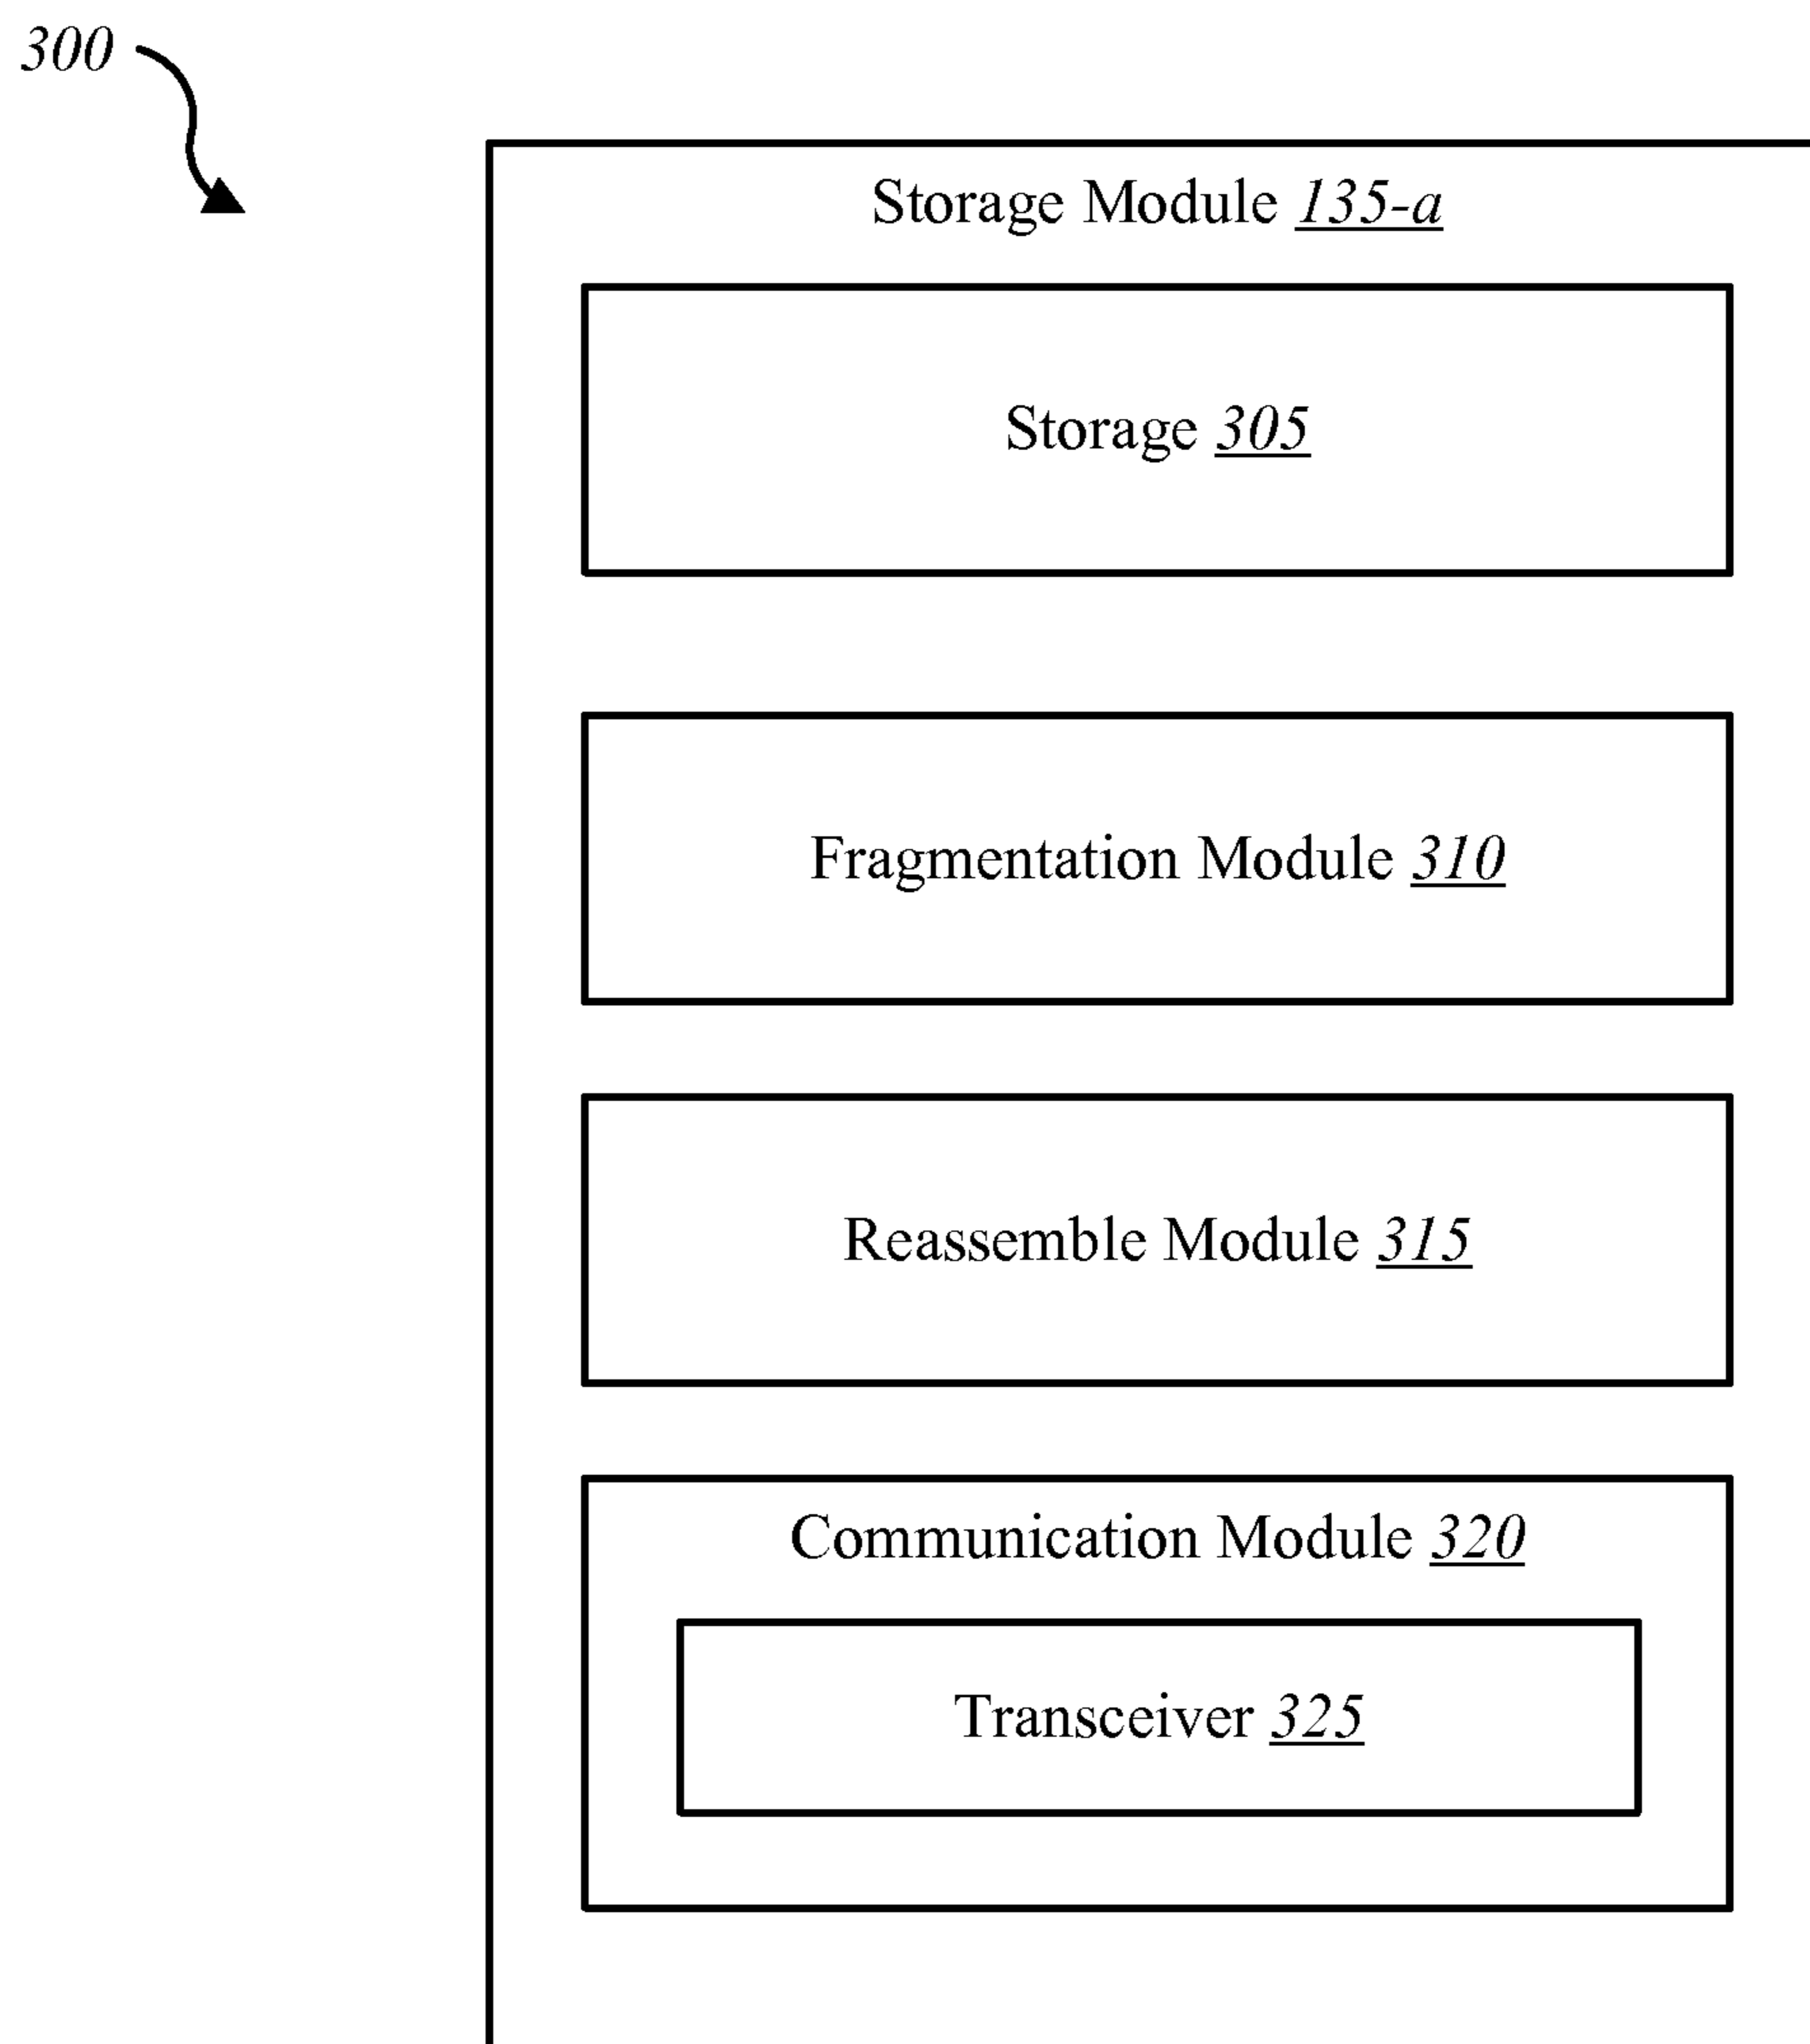 300
Storage Module 135-a
Storage 305
Fragmentation Module 310
Reassemble Module 315
Communication Module 320
Transceiver 325